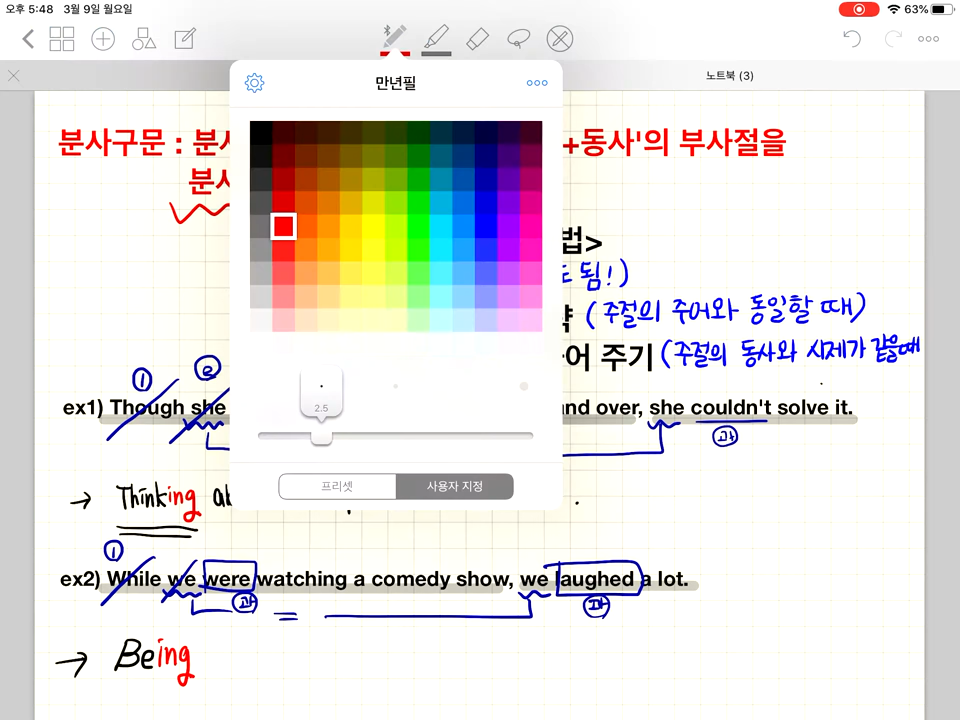 오후 5:48 3월 9일 월요일
63%
만년필
노트북 (3)
분사구문 : 분사 +동사'의 부사절을
분사
법>
됨!)
(주절의 주어와 동일할 때)
어 주기 (주절의 동사와 시제가 같을때
2.5
① ②
ex1) Though she and over, she couldn't solve it.
과
프리셋 사용자 지정
→ Thinking
①
ex2) While we were watching a comedy show, we laughed a lot.
과 = 과
→ Being